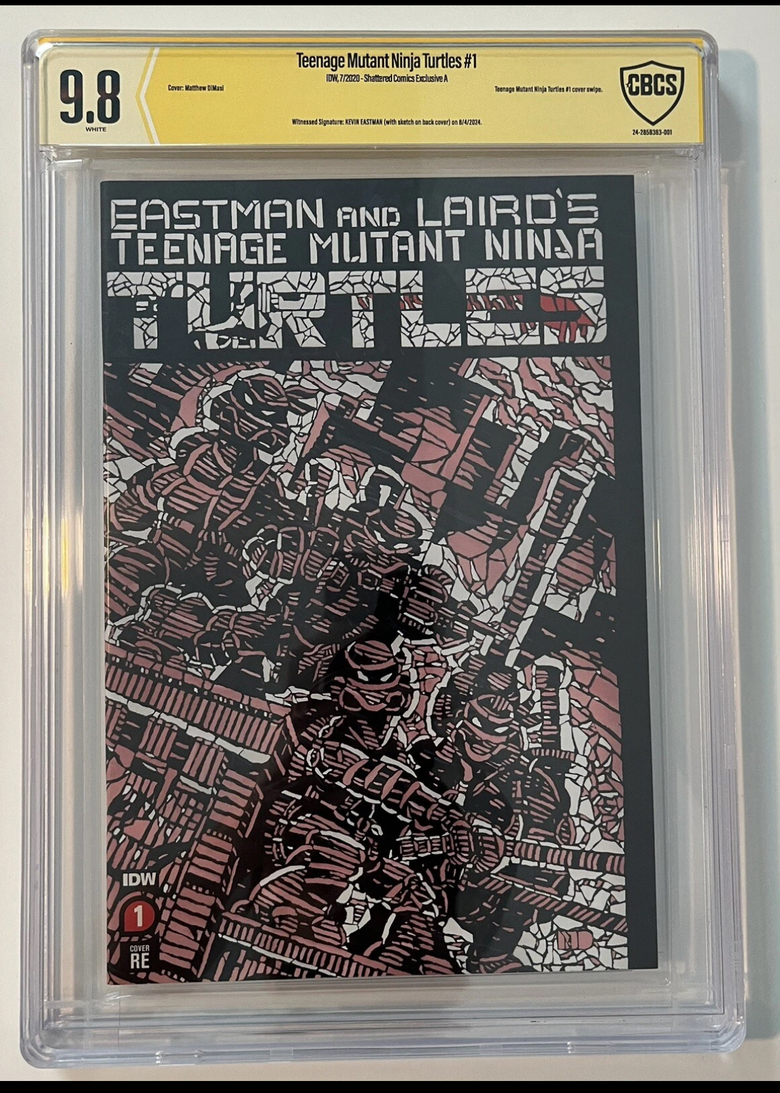 Teenage Mutant Ninja Turtles #1
IDW, 7/2020 - Shattered Comics Exclusive A
9.8
WHITE
Cover: Matthew DiMasi
Teenage Mutant Ninja Turtles #1 cover swipe.
Witnessed Signature: KEVIN EASTMAN (with sketch on back cover) on 8/4/2024.
CBCS
24-2B5B363-001
EASTMAN AND LAIRD'S
TEENAGE MUTANT NINJA
TURTLES
IDW
1
COVER
RE